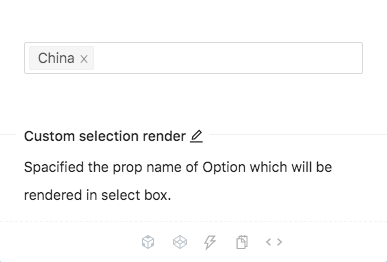 China x
Custom selection render
Spacified the prop name of Option which will be
rendered in select box.